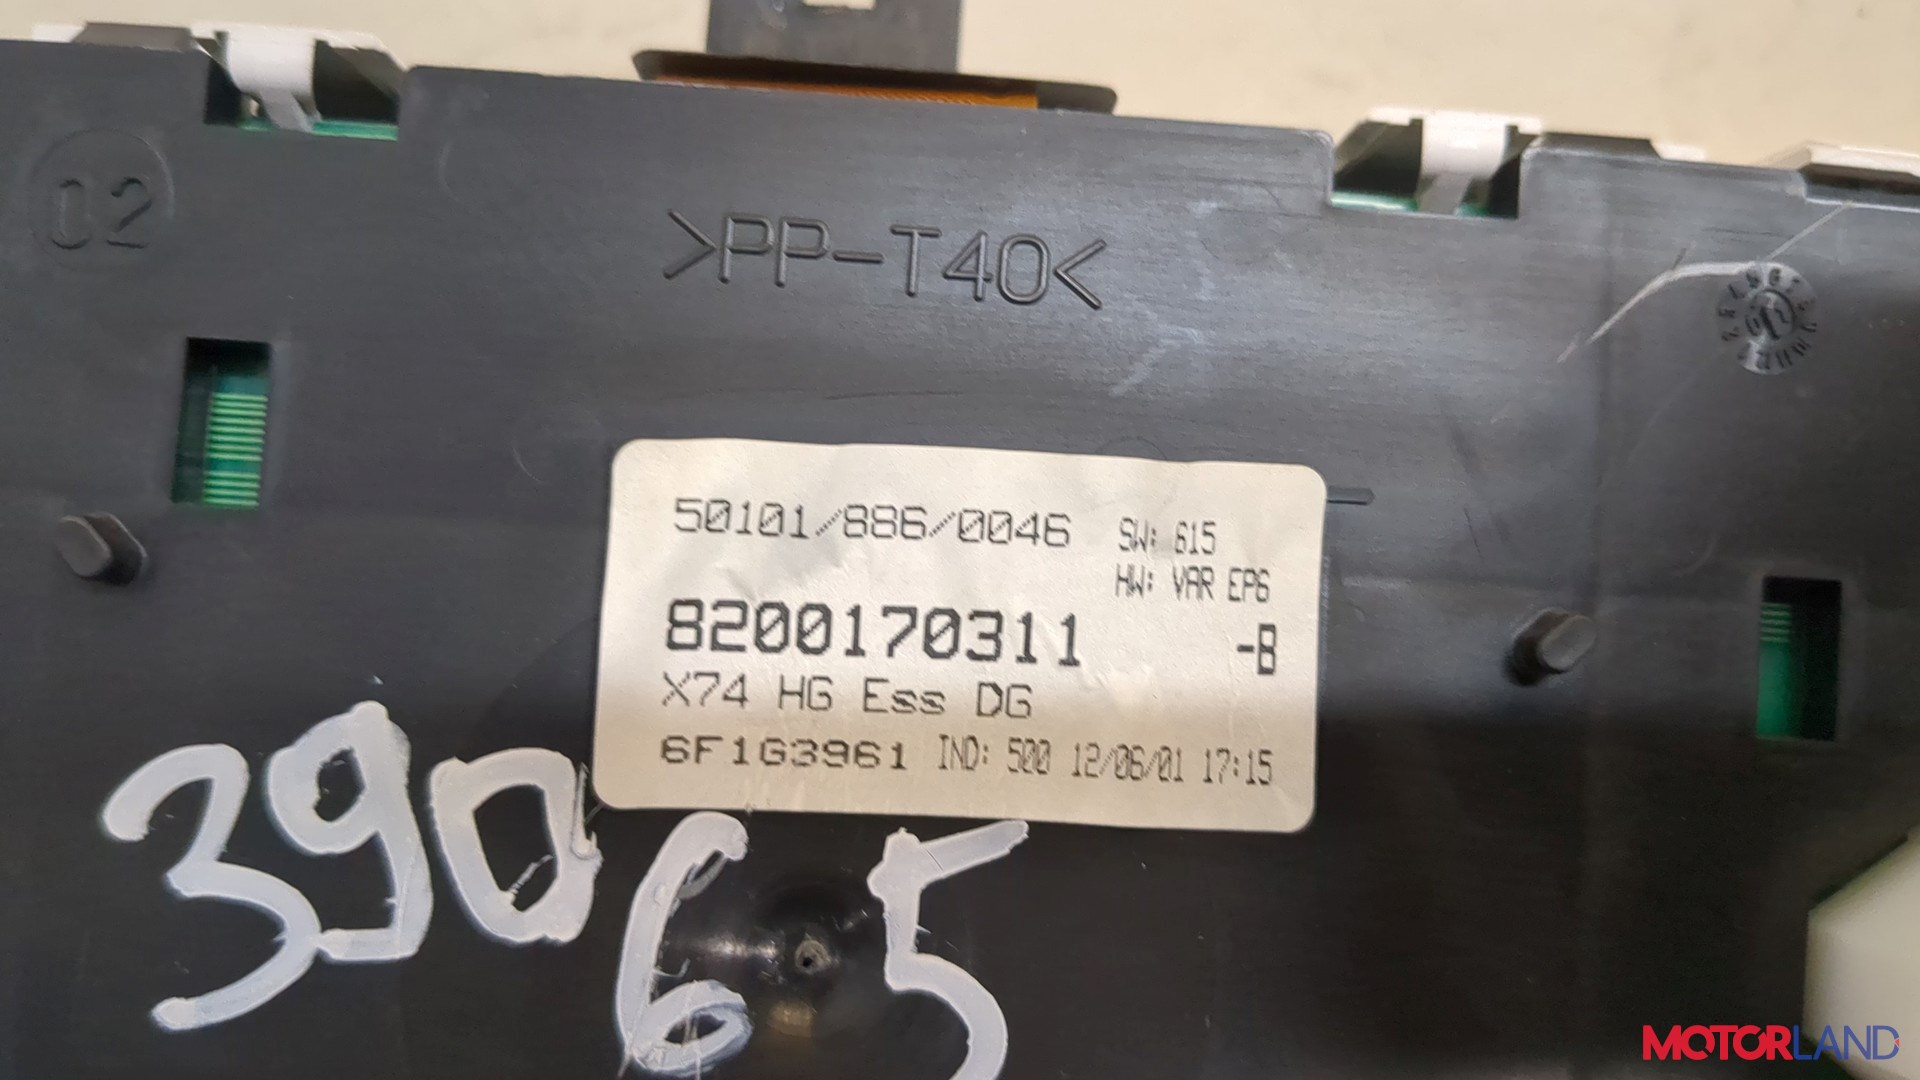 02
>PP-T40<
50101/886/0046 SW: 615
HW: VAR EPG
8200170311 -B
X74 HG Ess DG
6F1G3961 IND: 500 12/06/01 17:15
39065
MOTORLAND